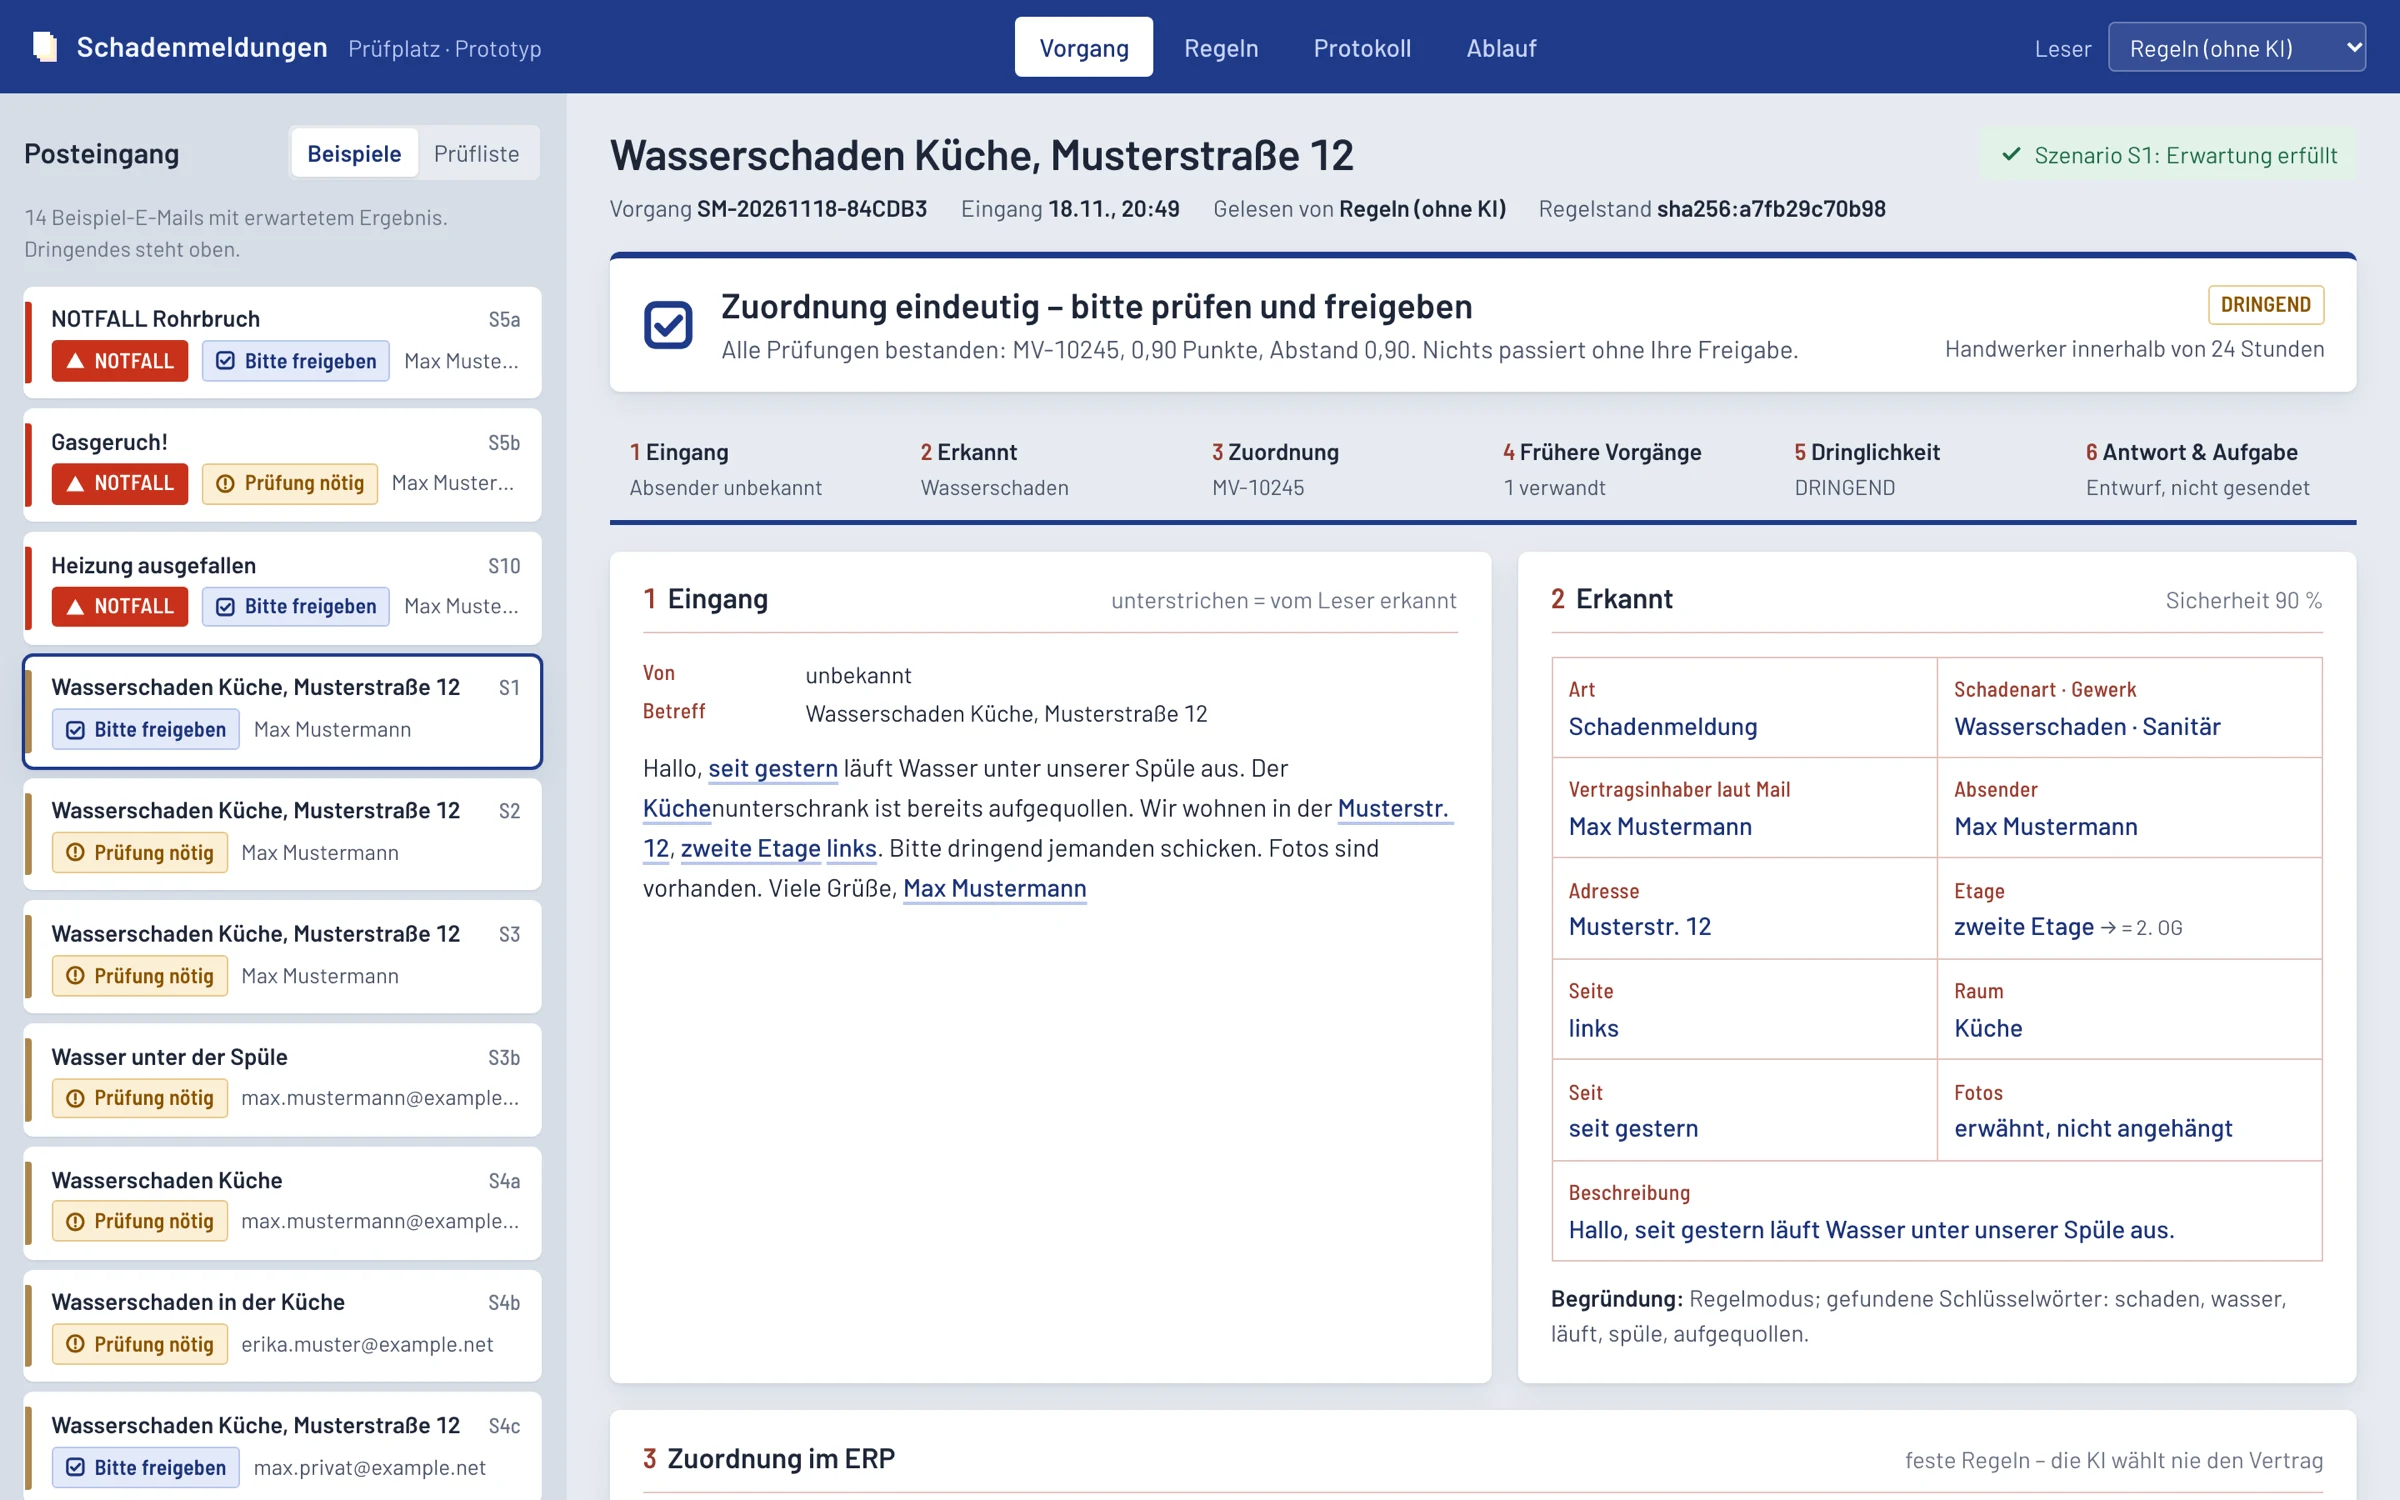 Schadenmeldungen Prüfplatz · Prototyp
Vorgang Regeln Protokoll Ablauf
Leser Regeln (ohne KI)
Posteingang Beispiele Prüfliste
14 Beispiel-E-Mails mit erwartetem Ergebnis.
Dringendes steht oben.
NOTFALL Rohrbruch S5a
NOTFALL Bitte freigeben Max Muste...
Gasgeruch! S5b
NOTFALL Prüfung nötig Max Muster...
Heizung ausgefallen S10
NOTFALL Bitte freigeben Max Muste...
Wasserschaden Küche, Musterstraße 12 S1
Bitte freigeben Max Mustermann
Wasserschaden Küche, Musterstraße 12 S2
Prüfung nötig Max Mustermann
Wasserschaden Küche, Musterstraße 12 S3
Prüfung nötig Max Mustermann
Wasser unter der Spüle S3b
Prüfung nötig max.mustermann@example...
Wasserschaden Küche S4a
Prüfung nötig max.mustermann@example...
Wasserschaden in der Küche S4b
Prüfung nötig erika.muster@example.net
Wasserschaden Küche, Musterstraße 12 S4c
Bitte freigeben max.privat@example.net
Wasserschaden Küche, Musterstraße 12
Szenario S1: Erwartung erfüllt
Vorgang SM-20261118-84CDB3 Eingang 18.11., 20:49 Gelesen von Regeln (ohne KI) Regelstand sha256:a7fb29c70b98
Zuordnung eindeutig – bitte prüfen und freigeben
DRINGEND
Alle Prüfungen bestanden: MV-10245, 0,90 Punkte, Abstand 0,90. Nichts passiert ohne Ihre Freigabe.
Handwerker innerhalb von 24 Stunden
1 Eingang
Absender unbekannt
2 Erkannt
Wasserschaden
3 Zuordnung
MV-10245
4 Frühere Vorgänge
1 verwandt
5 Dringlichkeit
DRINGEND
6 Antwort & Aufgabe
Entwurf, nicht gesendet
1 Eingang unterstrichen = vom Leser erkannt
Von unbekannt
Betreff Wasserschaden Küche, Musterstraße 12
Hallo, seit gestern läuft Wasser unter unserer Spüle aus. Der
Küchenunterschrank ist bereits aufgequollen. Wir wohnen in der Musterstr.
12, zweite Etage links. Bitte dringend jemanden schicken. Fotos sind
vorhanden. Viele Grüße, Max Mustermann
2 Erkannt Sicherheit 90 %
Art
Schadenmeldung
Schadenart · Gewerk
Wasserschaden · Sanitär
Vertragsinhaber laut Mail
Max Mustermann
Absender
Max Mustermann
Adresse
Musterstr. 12
Etage
zweite Etage → = 2. OG
Seite
links
Raum
Küche
Seit
seit gestern
Fotos
erwähnt, nicht angehängt
Beschreibung
Hallo, seit gestern läuft Wasser unter unserer Spüle aus.
Begründung: Regelmodus; gefundene Schlüsselwörter: schaden, wasser,
läuft, spüle, aufgequollen.
3 Zuordnung im ERP feste Regeln – die KI wählt nie den Vertrag